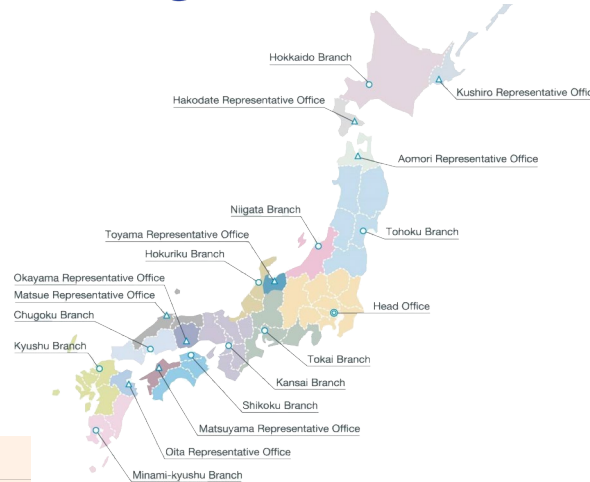 Hokkaido Branch
Kushiro Representative Offic
Hakodate Representative Office
Aomori Representative Office
Niigata Branch
Tohoku Branch
Toyama Representative Office
Hokuriku Branch
Okayama Representative Office
Matsue Representative Office
Head Office
Chugoku Branch
Kyushu Branch
Tokai Branch
Kansai Branch
Shikoku Branch
Matsuyama Representative Office
Oita Representative Office
Minami-kyushu Branch